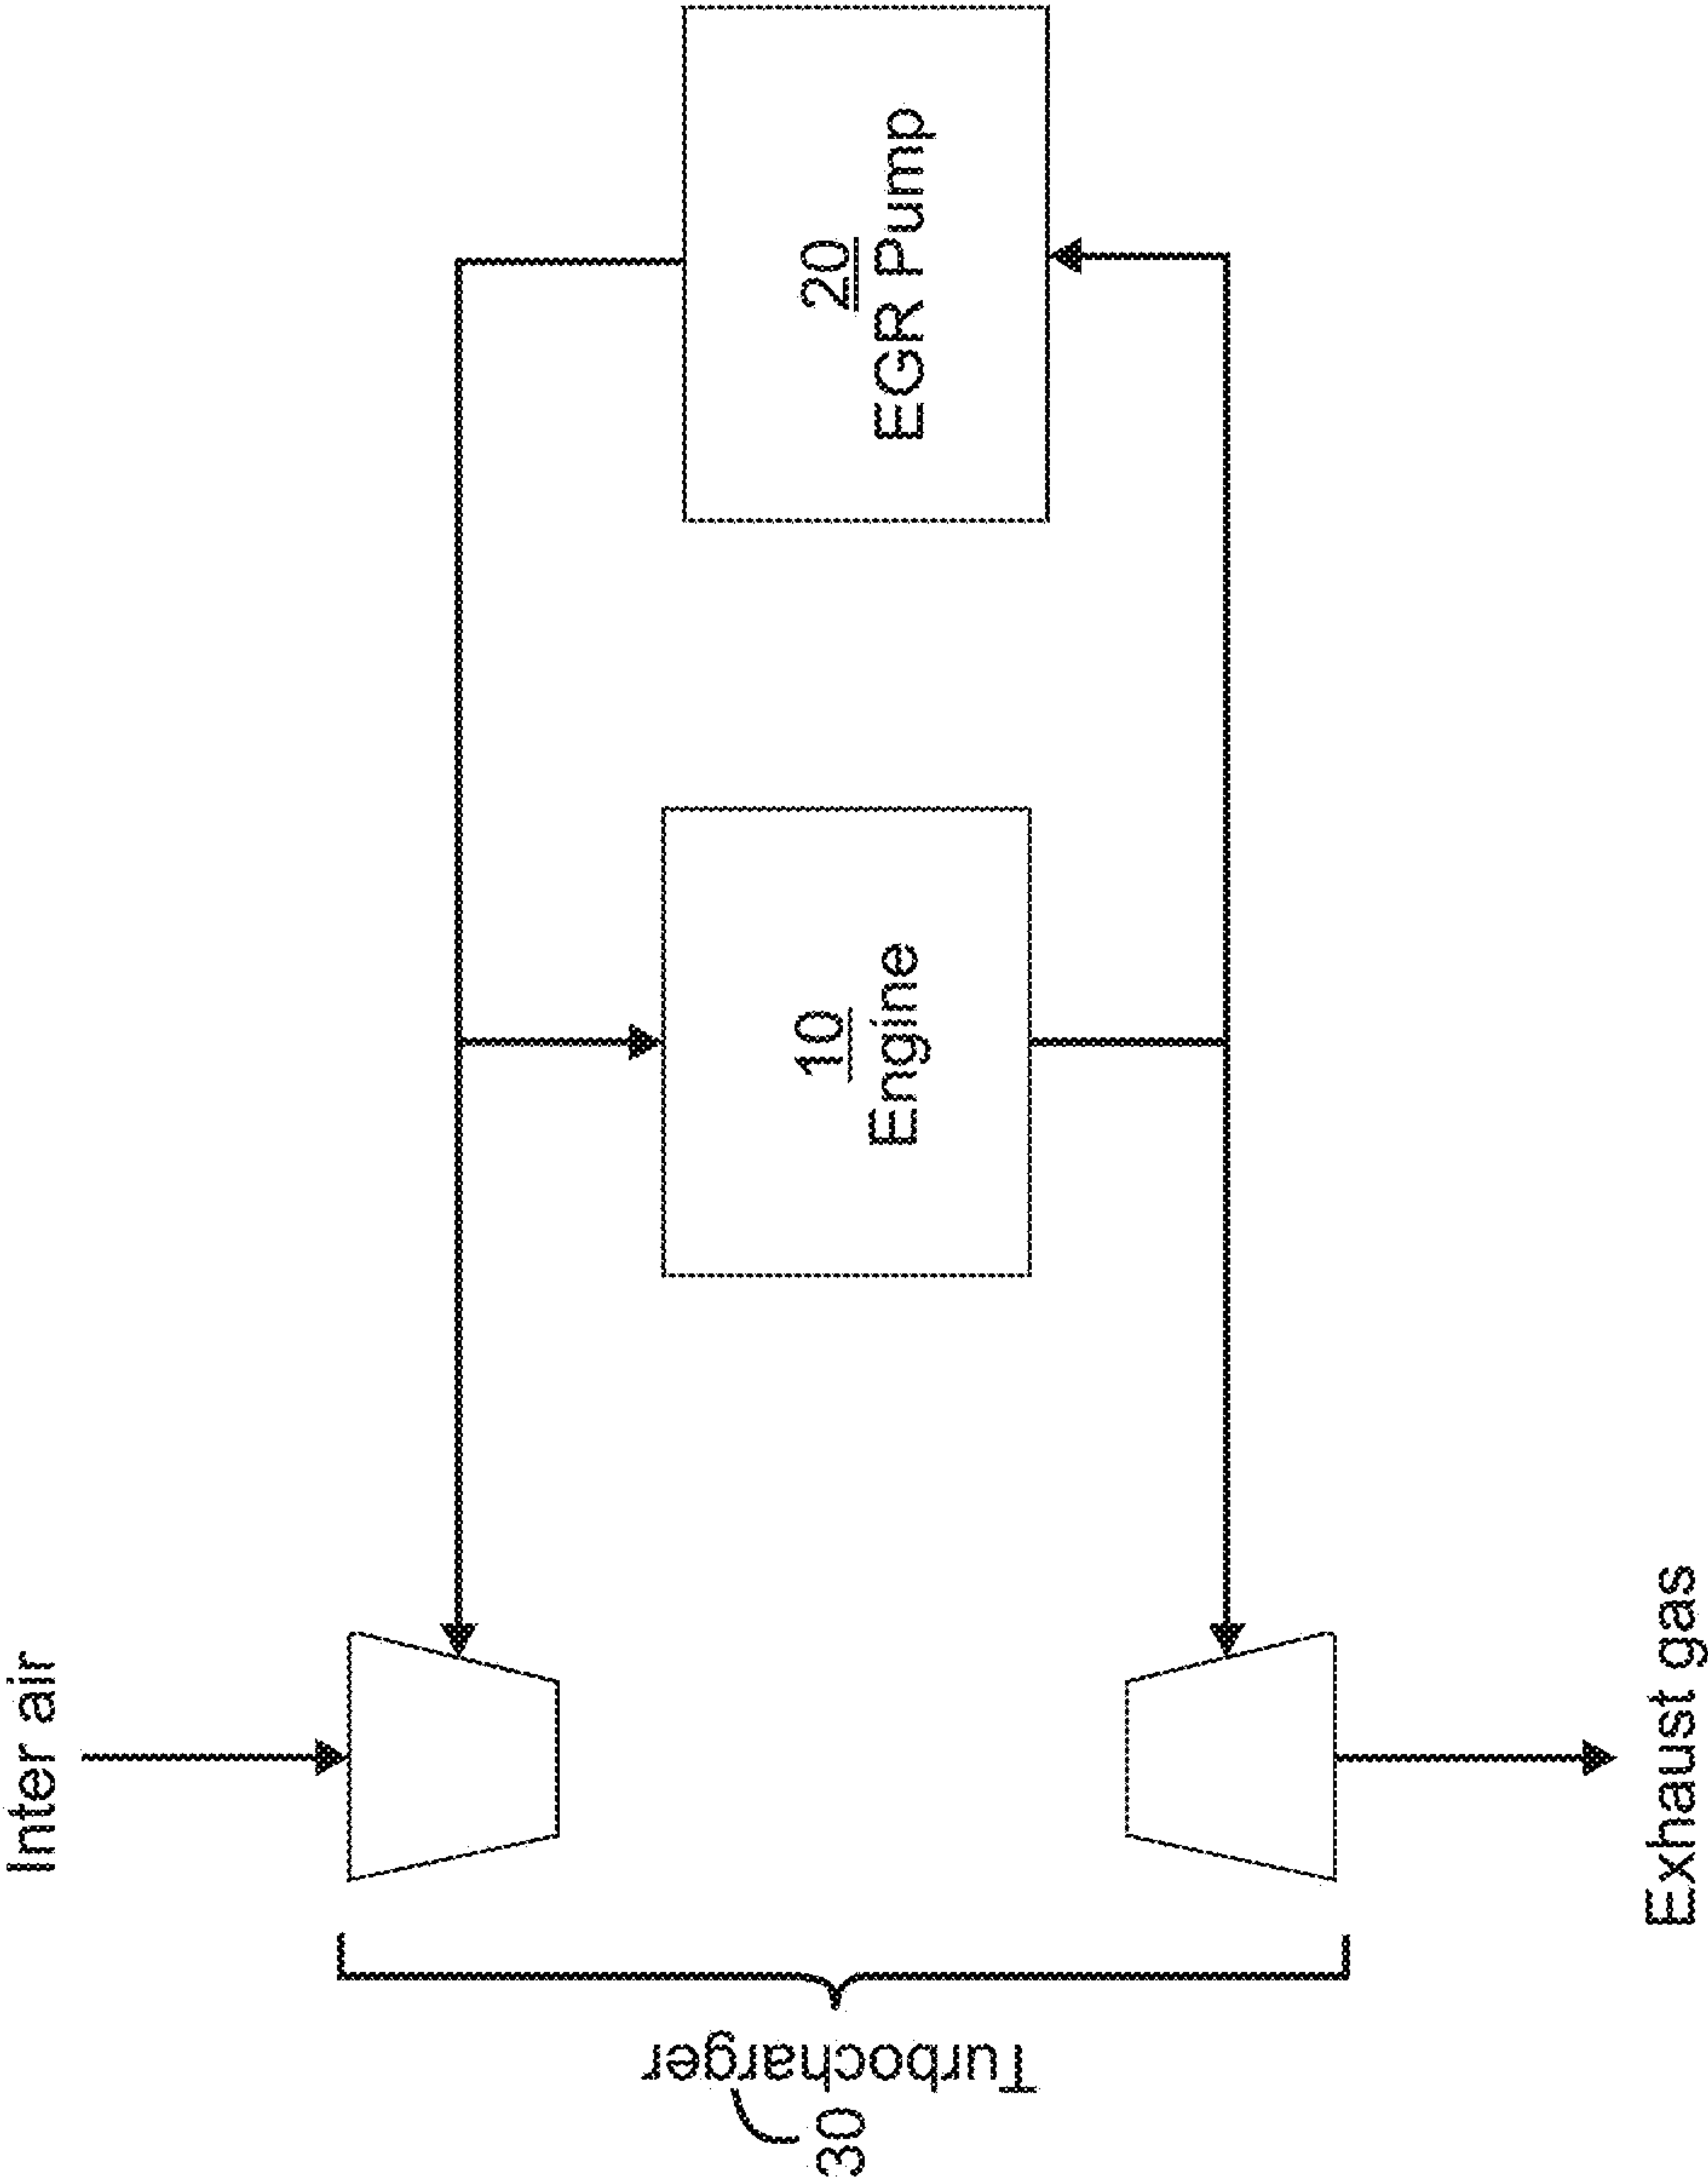 Inter air
30
Turbocharger
10
Engine
20
EGR Pump
Exhaust gas